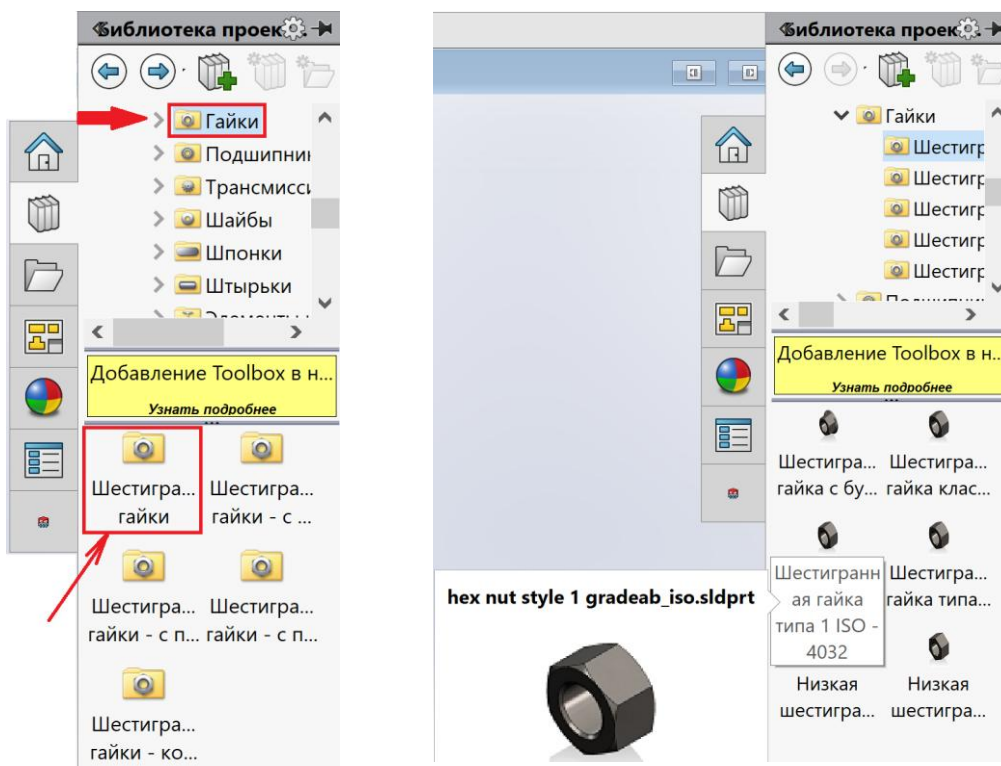 Библиотека проек
Гайки
Подшипни
Трансмисс
Шайбы
Шпонки
Штырьки
Добавление Toolbox в н...
Узнать подробнее
Шестигра... Шестигра...
гайки гайки - с ...
Шестигра... Шестигра...
гайки - с п... гайки - с п...
Шестигра...
гайки - ко...
Библиотека проек
Гайки
Шестигр
Шестигр
Шестигр
Шестигр
Шестигр
Добавление Toolbox в н...
Узнать подробнее
Шестигра... Шестигра...
гайка с бу... гайка клас...
hex nut style 1 gradeab_iso.sldprt
Шестигранн
ая гайка
типа 1 ISO -
4032
Шестигра...
гайка типа...
Низкая Низкая
шестигра... шестигра...